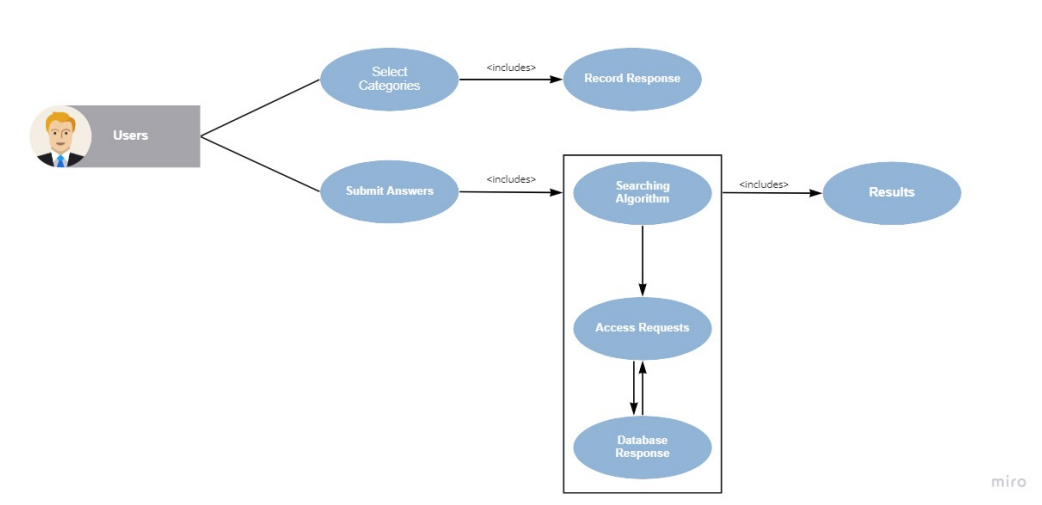 Select
Categories
<includes>
Record Response
Users
Submit Answers
<includes>
Searching
Algorithm
<includes>
Results
Access Requests
Database
Response
miro